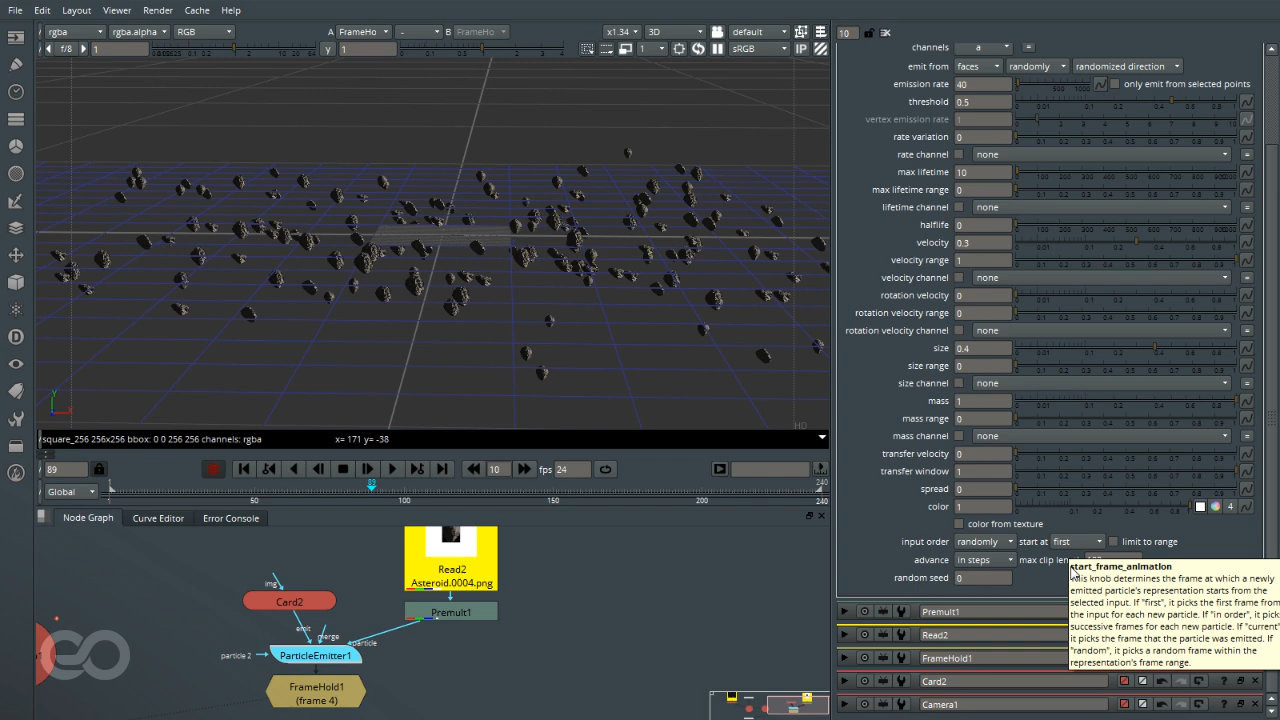 File Edit Layout Viewer Render Cache Help
rgba rgba.alpha RGB A FrameHo - B FrameHo x1.34 3D default
f/8 1 y 1 1 sRGB IP
HD
square_256 256x256 bbox: 0 0 256 256 channels: rgba x= 171 y= -38
89 10 fps 24
Global 1 50 89 100 150 200 240 240
Node Graph Curve Editor Error Console
Read2
Asteroid.0004.png
img
Card2
Premult1
emit
merge
particle
particle 2
ParticleEmitter1
FrameHold1
(frame 4)
10
channels a =
emit from faces randomly randomized direction
emission rate 40 500 1000 only emit from selected points
threshold 0.5
vertex emission rate 1
rate variation 0
rate channel none =
max lifetime 10
max lifetime range 0
lifetime channel none =
halflife 0
velocity 0.3
velocity range 1
velocity channel none =
rotation velocity 0
rotation velocity range 0
rotation velocity channel none =
size 0.4
size range 0
size channel none =
mass 1
mass range 0
mass channel none =
transfer velocity 0
transfer window 1
spread 0
color 1 4
color from texture
input order randomly start at first limit to range
advance in steps max clip len
random seed 0
start_frame_animation
This knob determines the frame at which a newly
emitted particle's representation starts from the
selected input. If "first", it picks the first frame from
the input for each new particle. If "in order", it pick
successive frames for each new particle. If "current"
it picks the frame that the particle was emitted. If
"random", it picks a random frame within the
representation's frame range.
Premult1
Read2
FrameHold1
Card2
Camera1